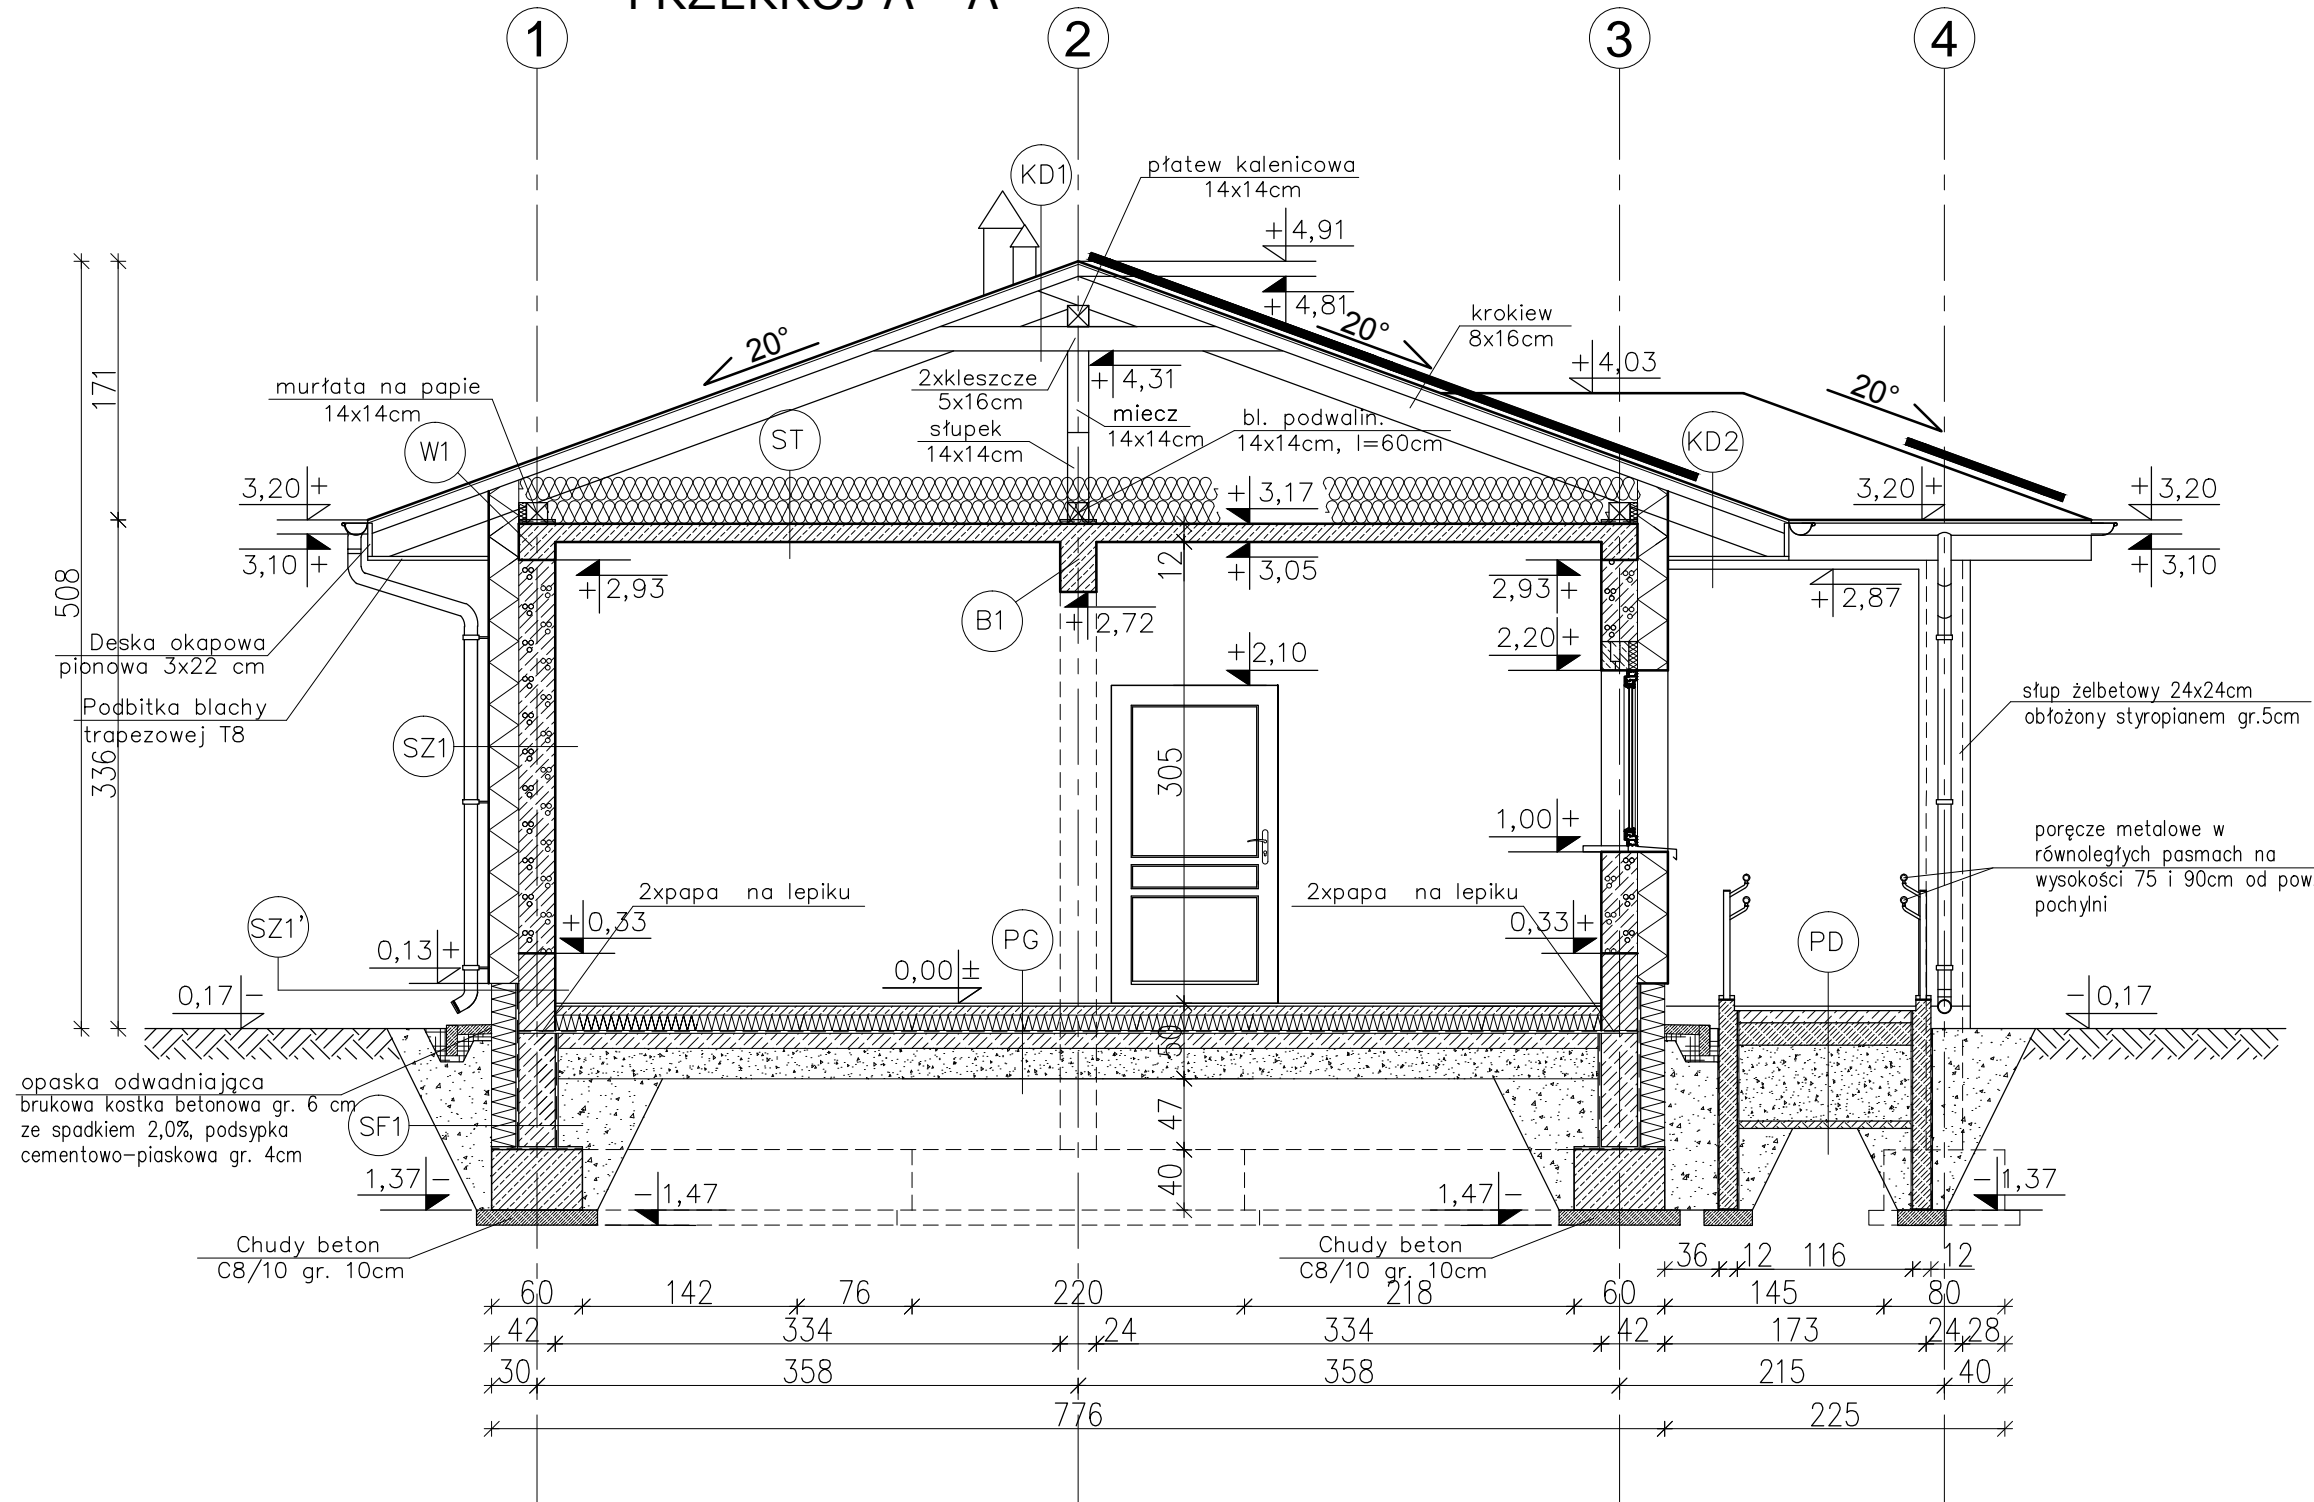 PRZEKRÓJ A - A
1
2
3
4
KD1
płatew kalenicowa
14x14cm
+4,91
+4,81
20°
20°
20°
krokiew
8x16cm
+4,03
171
murłata na papie
14x14cm
2xkleszcze
5x16cm
+4,31
miecz
14x14cm
słupek
14x14cm
bl. podwalin.
14x14cm, l=60cm
W1
ST
KD2
3,20+
3,10+
+3,17
3,20+
+3,20
+3,10
+2,93
12
+3,05
2,93+
+2,87
508
B1
+2,72
2,20+
+2,10
Deska okapowa
pionowa 3x22 cm
Podbitka blachy
trapezowej T8
336
SZ1
305
słup żelbetowy 24x24cm
obłożony styropianem gr.5cm
1,00+
poręcze metalowe w
równoległych pasmach na
wysokości 75 i 90cm od pow
pochylni
2xpapa na lepiku
2xpapa na lepiku
SZ1'
+0,33
0,33+
PG
PD
0,13+
0,00±
0,17-
-0,17
50
opaska odwadniająca
brukowa kostka betonowa gr. 6 cm
ze spadkiem 2,0%, podsypka
cementowo-piaskowa gr. 4cm
SF1
47
40
1,37-
-1,47
1,47-
-1,37
Chudy beton
C8/10 gr. 10cm
Chudy beton
C8/10 gr. 10cm
36 12 116 12
60 142 76 220 218 60 145 80
42 334 24 334 42 173 24 28
30 358 358 215 40
776 225